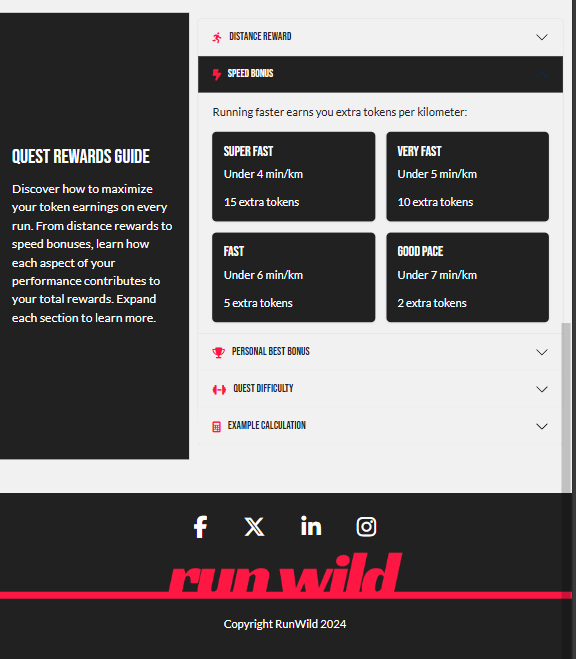 QUEST REWARDS GUIDE
Discover how to maximize
your token earnings on every
run. From distance rewards to
speed bonuses, learn how
each aspect of your
performance contributes to
your total rewards. Expand
each section to learn more.
DISTANCE REWARD
SPEED BONUS
Running faster earns you extra tokens per kilometer:
SUPER FAST
Under 4 min/km
15 extra tokens
VERY FAST
Under 5 min/km
10 extra tokens
FAST
Under 6 min/km
5 extra tokens
GOOD PACE
Under 7 min/km
2 extra tokens
PERSONAL BEST BONUS
QUEST DIFFICULTY
EXAMPLE CALCULATION
run wild
Copyright RunWild 2024